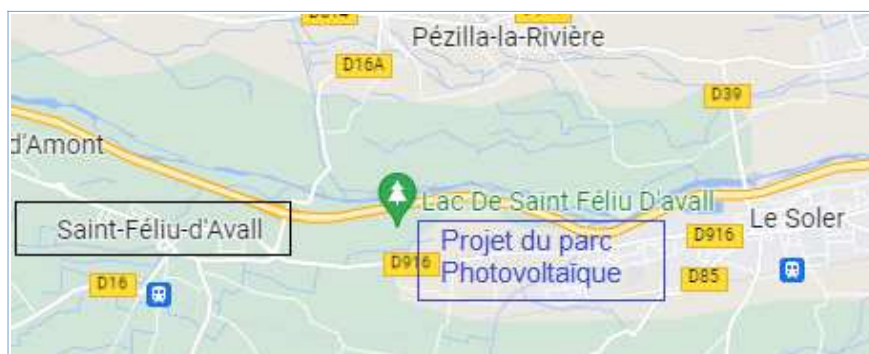 D614
Pézilla-la-Rivière
D16A
D39
d'Amont
Lac De Saint Féliu D'avall
Saint-Féliu-d'Avall
Le Soler
Projet du parc
Photovoltaïque
D916
D916
D16
D85